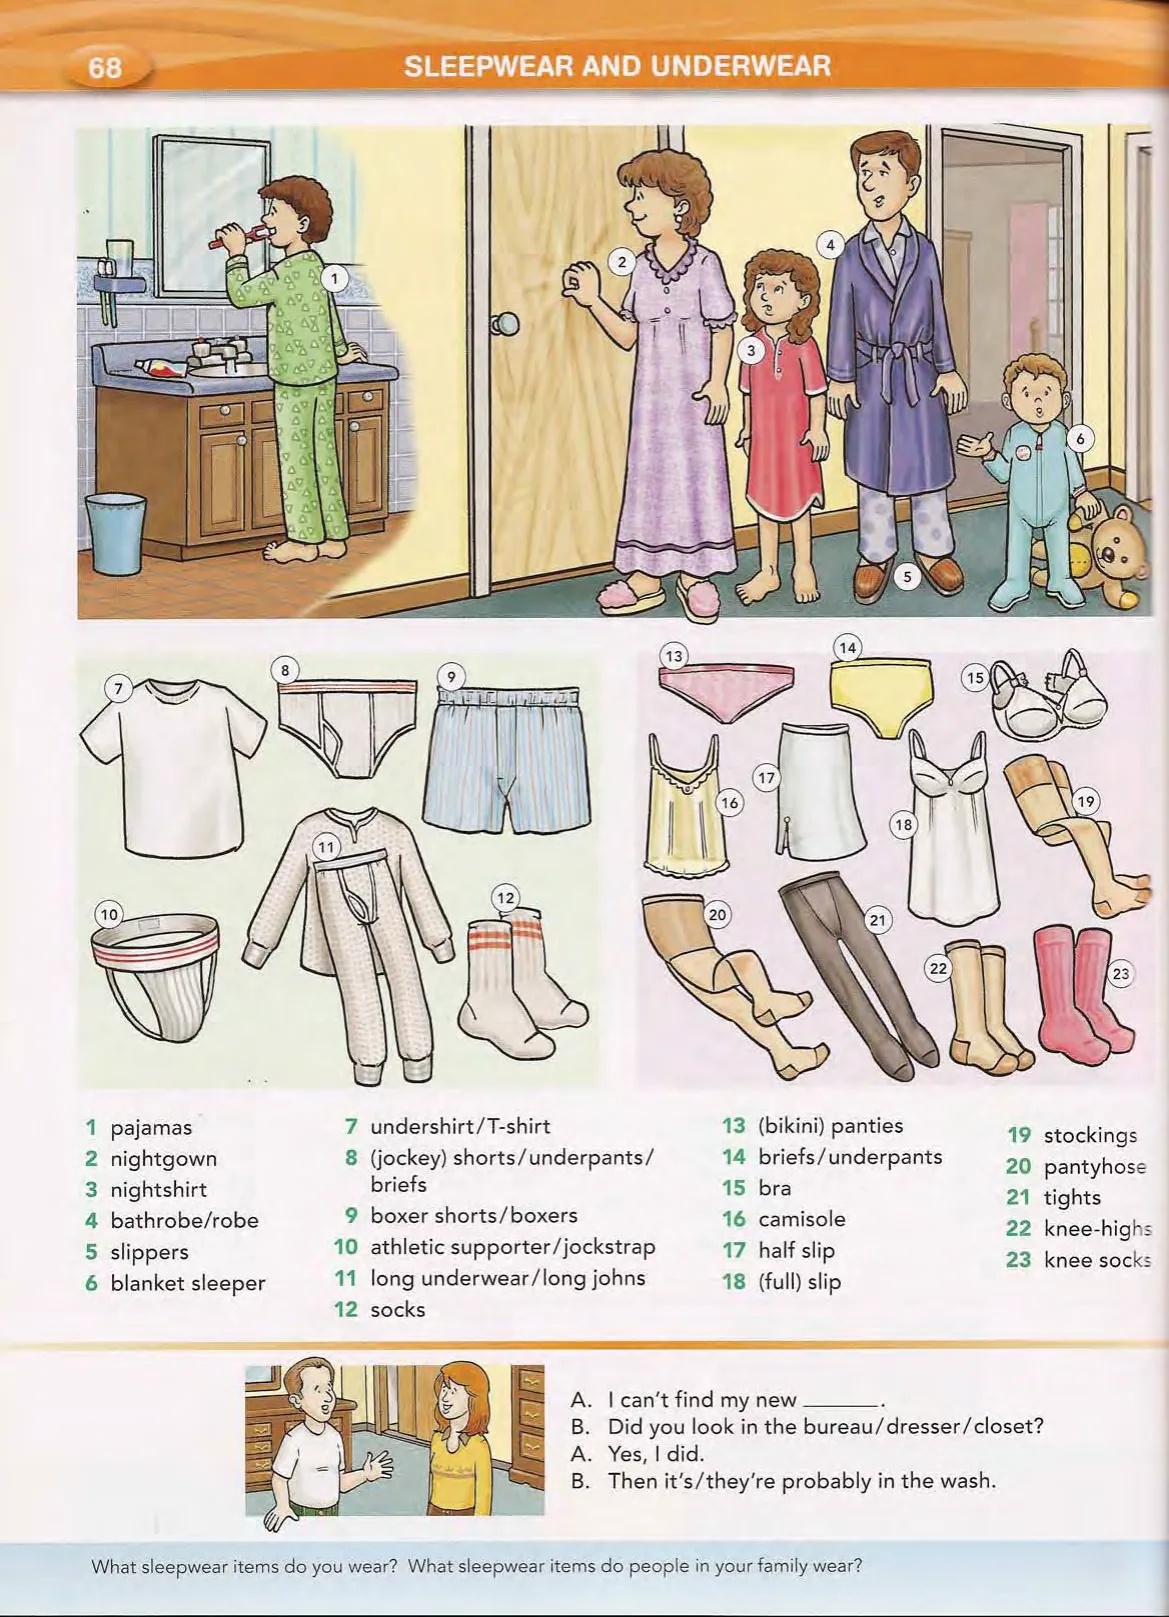 68
SLEEPWEAR AND UNDERWEAR
1
2
3
4
5
6
7
8
9
10
11
12
13
14
15
16
17
18
19
20
21
22
23
1 pajamas
2 nightgown
3 nightshirt
4 bathrobe/robe
5 slippers
6 blanket sleeper
7 undershirt/T-shirt
8 (jockey) shorts/underpants/
briefs
9 boxer shorts/boxers
10 athletic supporter/jockstrap
11 long underwear/long johns
12 socks
13 (bikini) panties
14 briefs/underpants
15 bra
16 camisole
17 half slip
18 (full) slip
19 stockings
20 pantyhose
21 tights
22 knee-highs
23 knee socks
A. I can't find my new _______.
B. Did you look in the bureau/dresser/closet?
A. Yes, I did.
B. Then it's/they're probably in the wash.
What sleepwear items do you wear? What sleepwear items do people in your family wear?